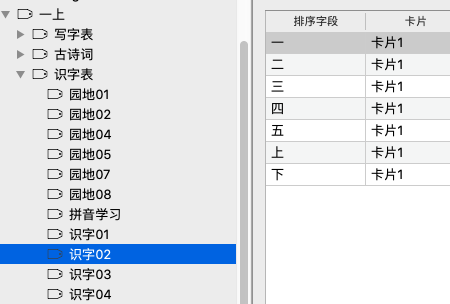 一上
写字表
古诗词
识字表
园地01
园地02
园地04
园地05
园地07
园地08
拼音学习
识字01
识字02
识字03
识字04
排序字段 卡片
一 卡片1
二 卡片1
三 卡片1
四 卡片1
五 卡片1
上 卡片1
下 卡片1